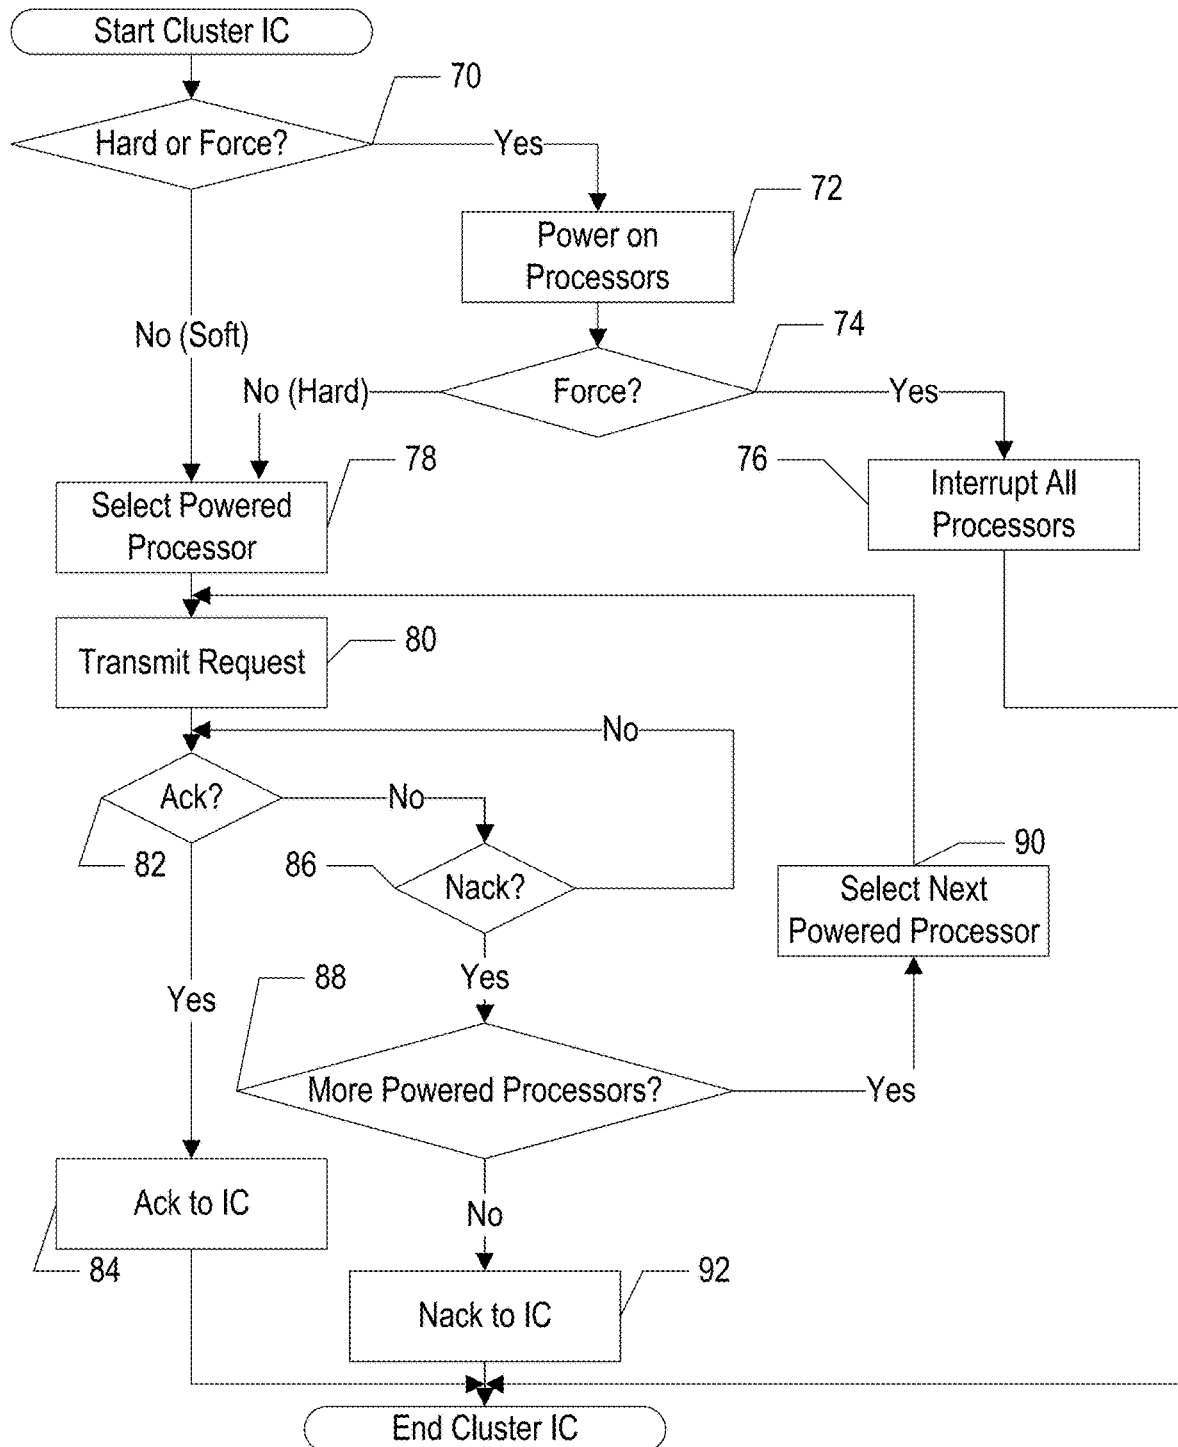 Start Cluster IC
70
Hard or Force?
Yes
72
Power on
Processors
No (Soft)
74
No (Hard)
Force?
Yes
78
76
Select Powered
Processor
Interrupt All
Processors
80
Transmit Request
No
Ack?
No
82
86
Nack?
90
Select Next
Powered Processor
Yes
88
Yes
More Powered Processors?
Yes
Ack to IC
No
84
92
Nack to IC
End Cluster IC